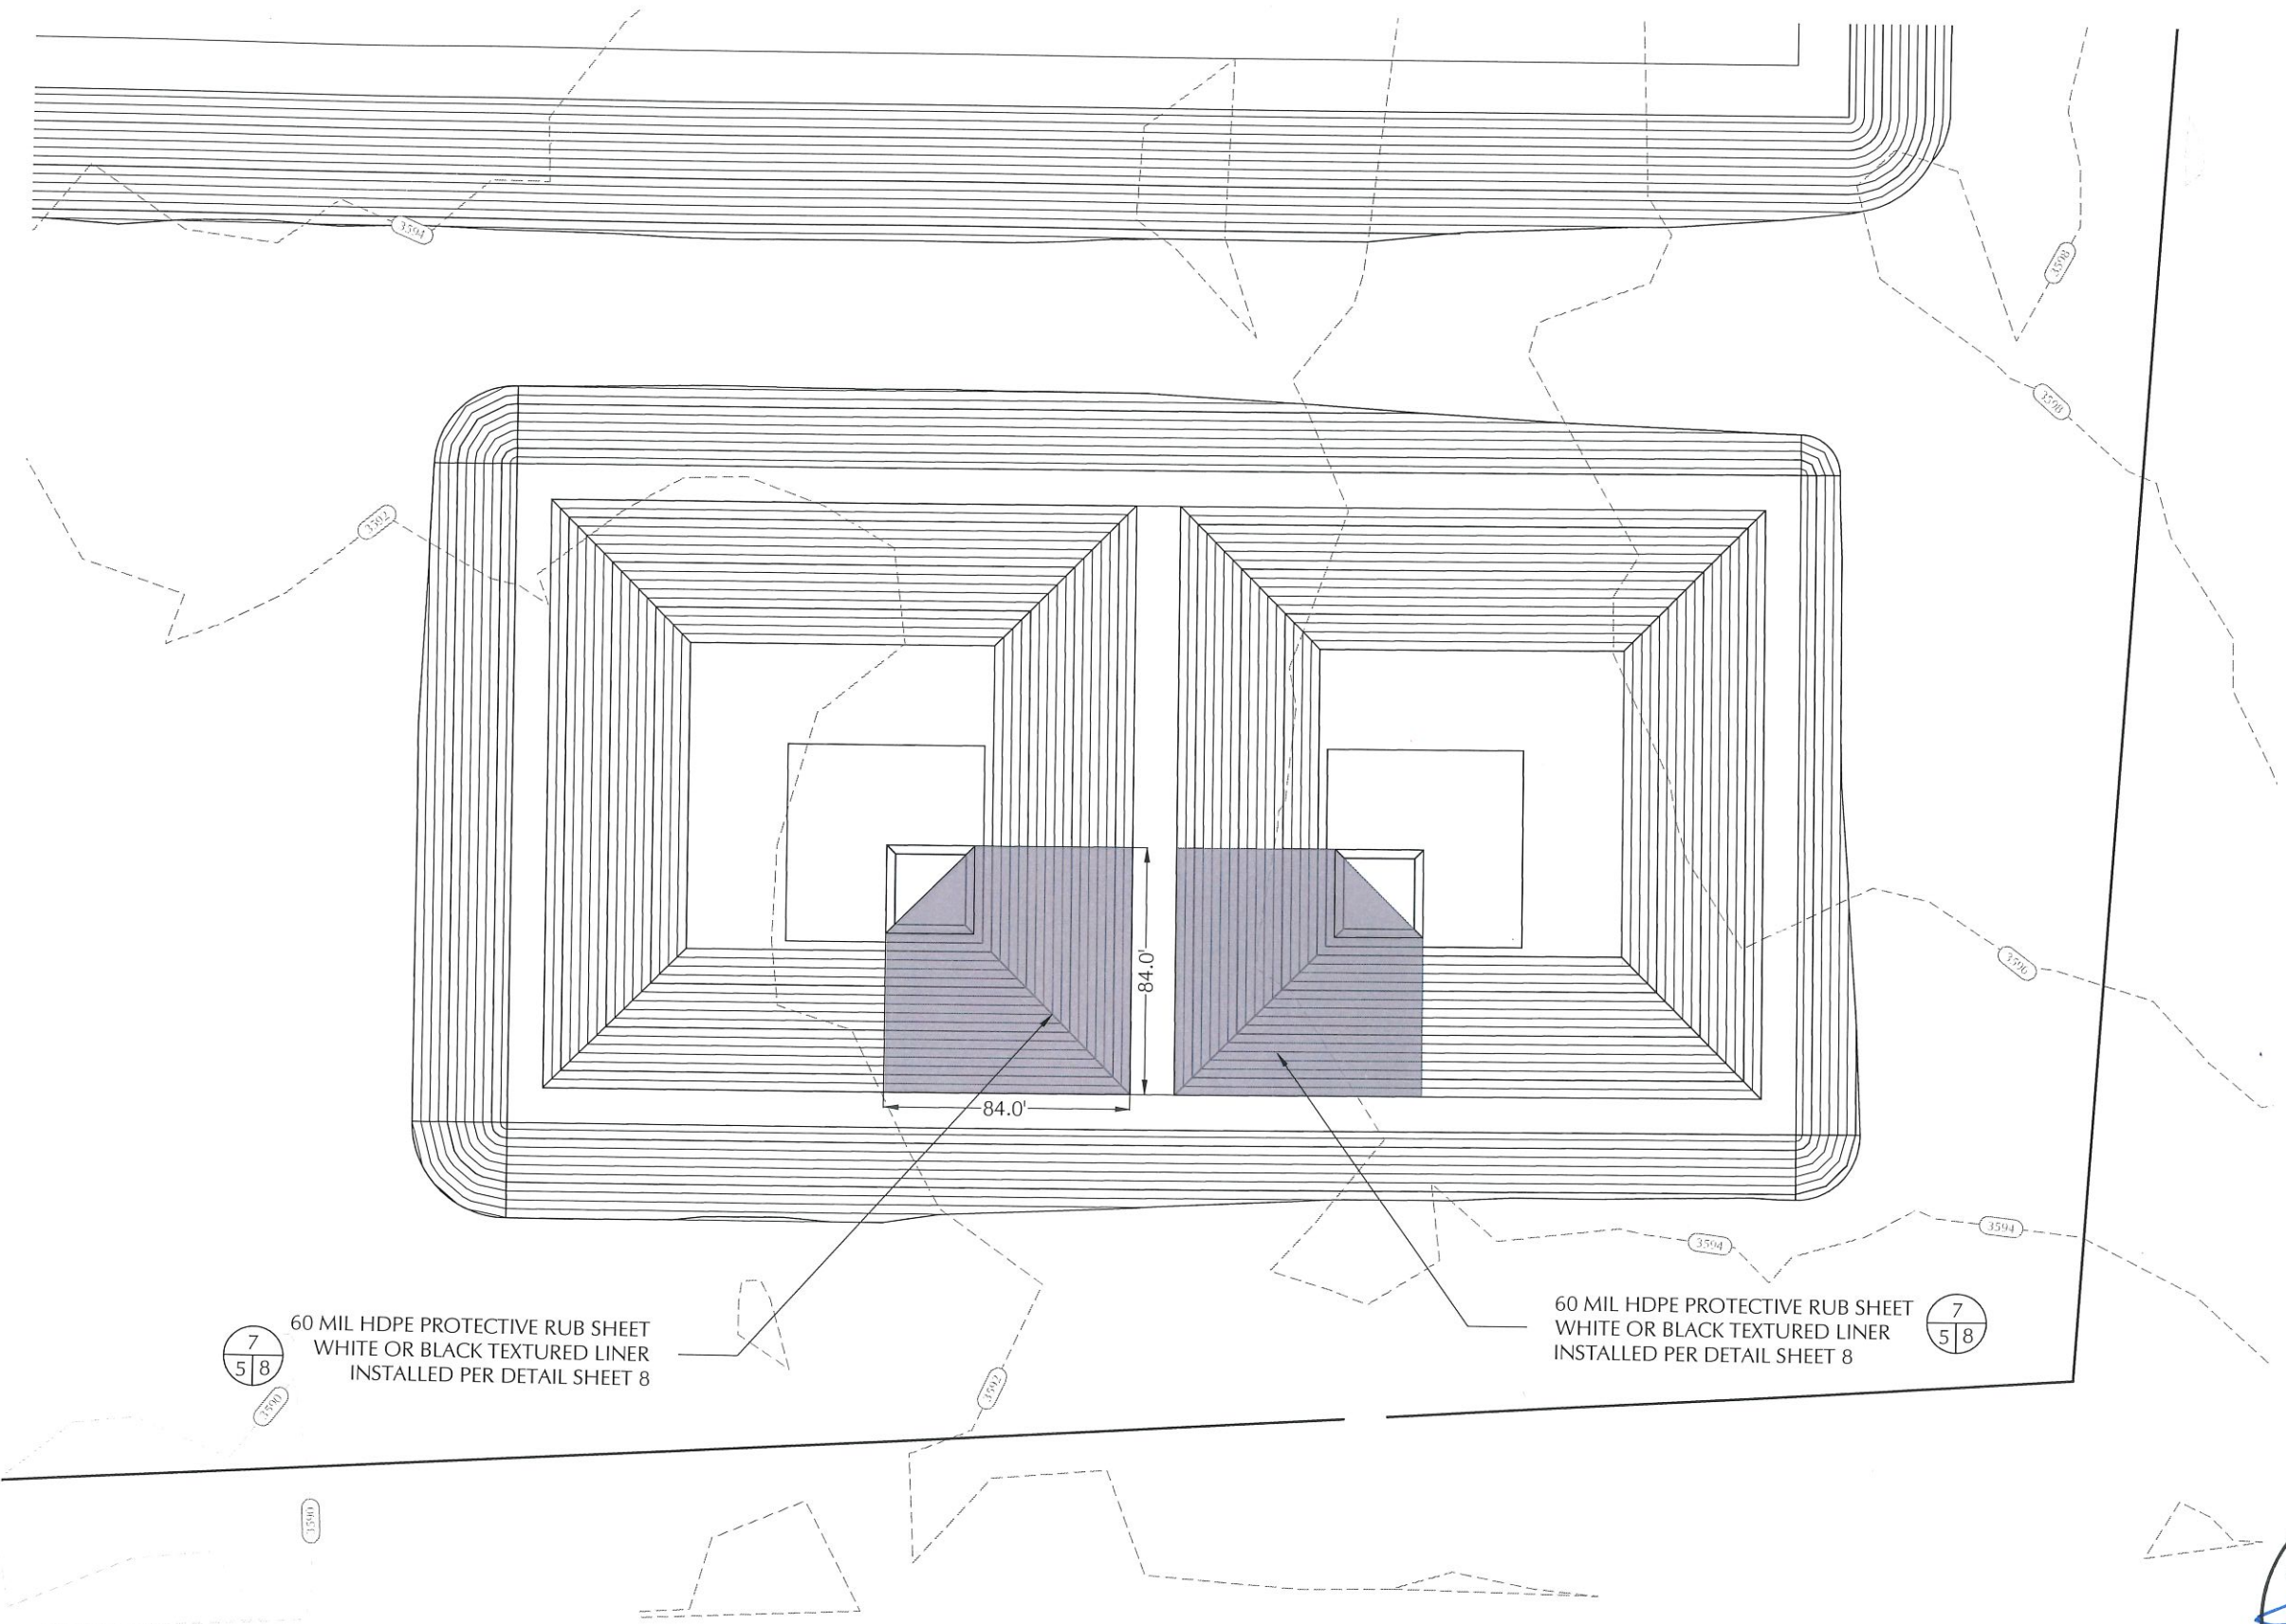 3594
3598
3598
3592
84.0'
3596
84.0'
3594
3594
60 MIL HDPE PROTECTIVE RUB SHEET
WHITE OR BLACK TEXTURED LINER
INSTALLED PER DETAIL SHEET 8
7
5 8
60 MIL HDPE PROTECTIVE RUB SHEET
WHITE OR BLACK TEXTURED LINER
INSTALLED PER DETAIL SHEET 8
7
5 8
3592
3590
3590